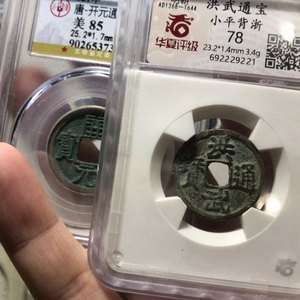 唐·开元通
美 85
25.2*1.7mm
90265373
開
元
寶
AD1368-1644
洪武通宝
小平背浙
华夏评级
78
23.2*1.4mm 3.4g
692229221
洪
武
通
寶